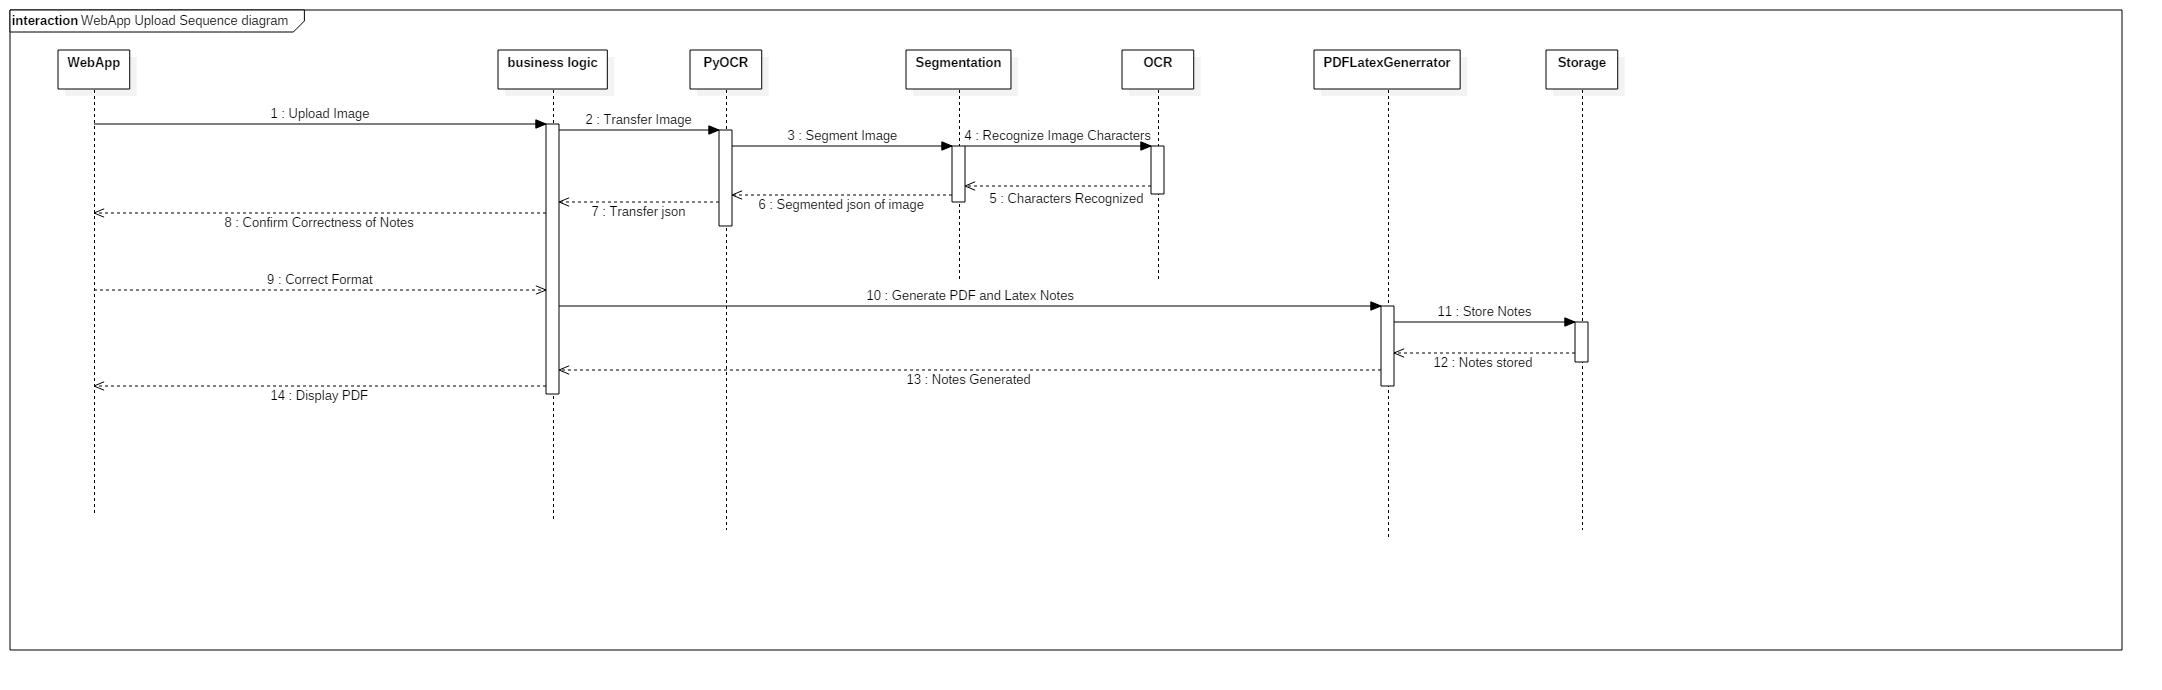 interaction WebApp Upload Sequence diagram
WebApp
business logic
PyOCR
Segmentation
OCR
PDFLatexGenerrator
Storage
1 : Upload Image
2 : Transfer Image
3 : Segment Image
4 : Recognize Image Characters
5 : Characters Recognized
6 : Segmented json of image
7 : Transfer json
8 : Confirm Correctness of Notes
9 : Correct Format
10 : Generate PDF and Latex Notes
11 : Store Notes
12 : Notes stored
13 : Notes Generated
14 : Display PDF